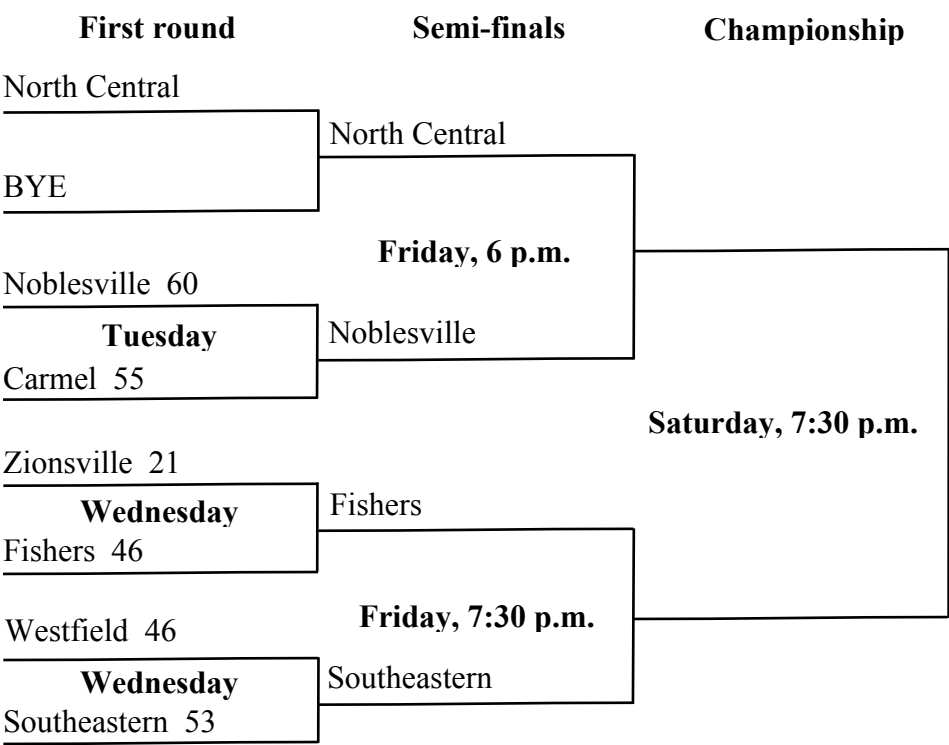 First round
Semi-finals
Championship
North Central
North Central
BYE
Friday, 6 p.m.
Noblesville 60
Tuesday
Noblesville
Carmel 55
Saturday, 7:30 p.m.
Zionsville 21
Wednesday
Fishers
Fishers 46
Friday, 7:30 p.m.
Westfield 46
Wednesday
Southeastern
Southeastern 53